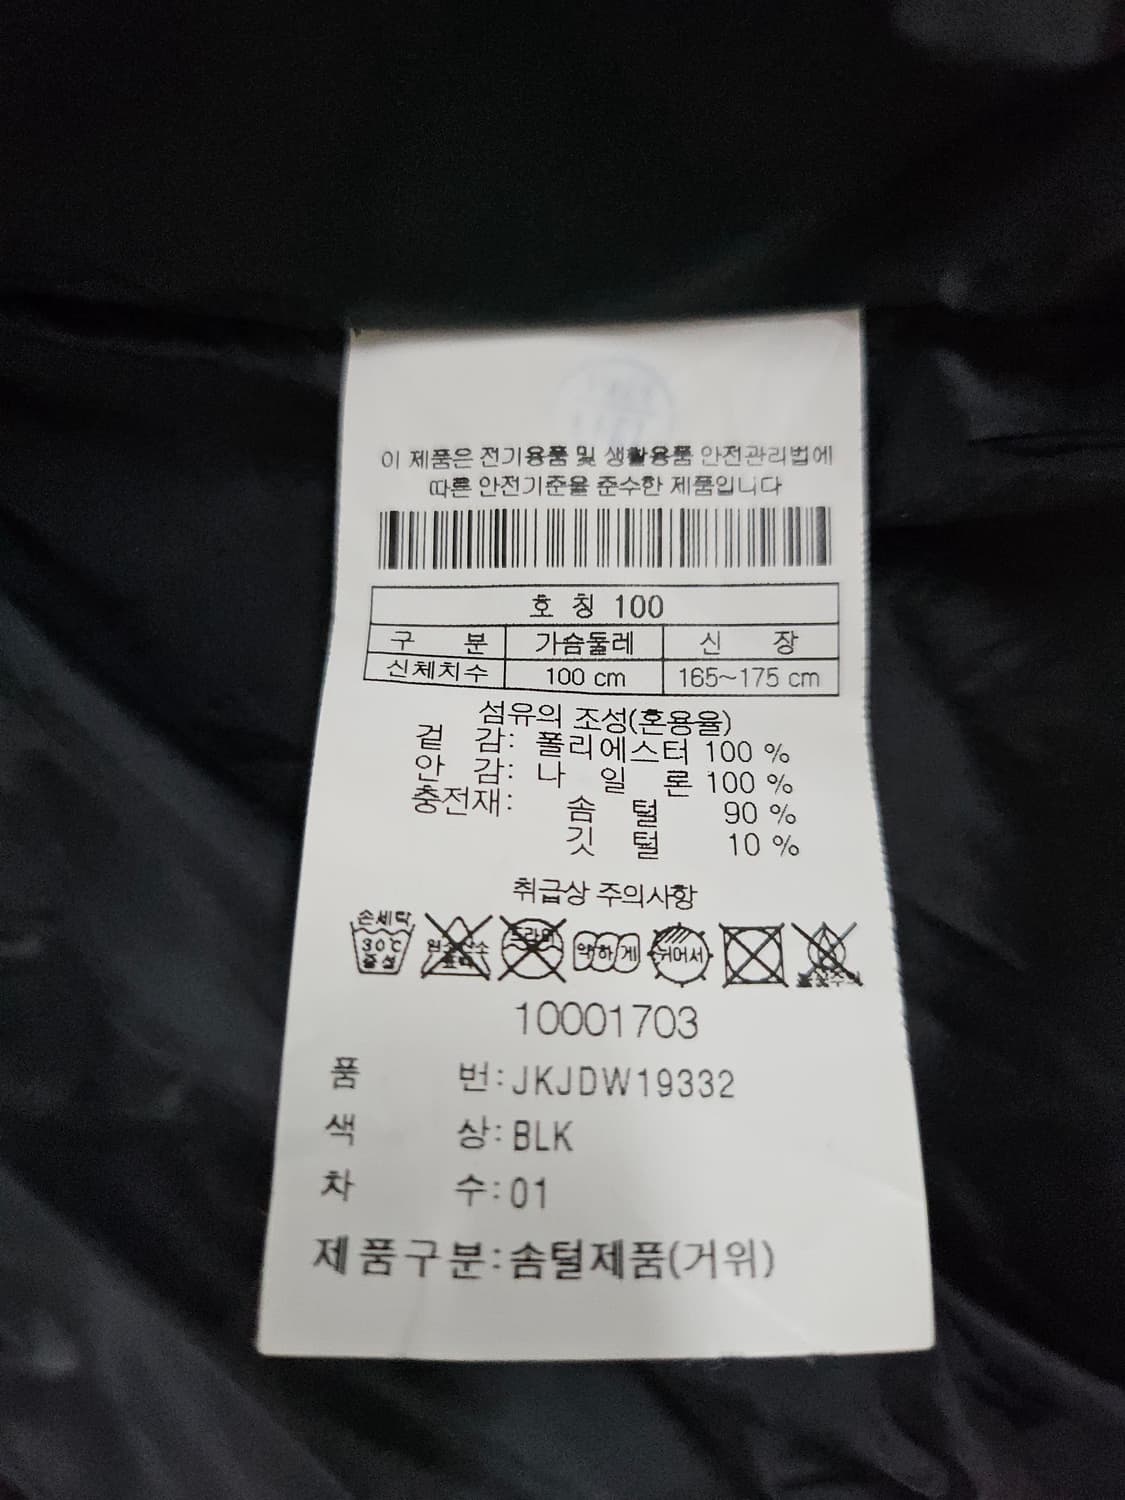 이 제품은 전기용품 및 생활용품 안전관리법에
따른 안전기준을 준수한 제품입니다
호 칭 100
구 분 가슴둘레 신 장
신체치수 100 cm 165~175 cm
섬유의 조성(혼용율)
겉 감: 폴리에스터 100 %
안 감: 나 일 론 100 %
충전재: 솜 털 90 %
깃 털 10 %
취급상 주의사항
손세탁
30℃
중성
드라이
약하게
뉘어서
10001703
품 번:JKJDW19332
색 상:BLK
차 수:01
제품구분:솜털제품(거위)